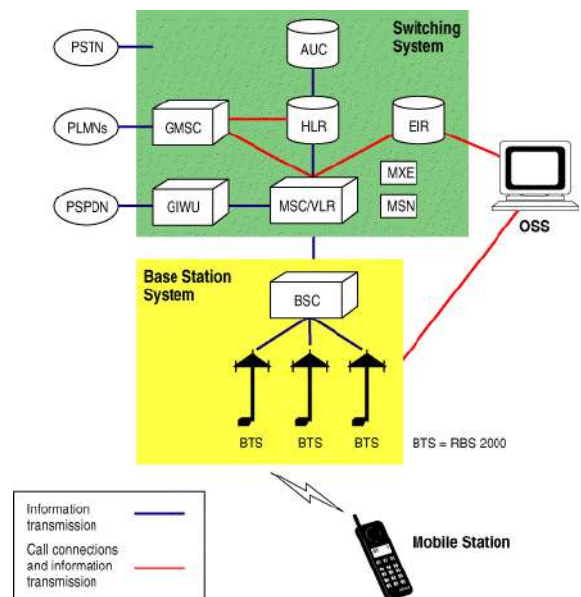 Switching
System
PSTN
AUC
PLMNs
GMSC
HLR
EIR
MXE
PSPDN
GIWU
MSC/VLR
MSN
OSS
Base Station
System
BSC
BTS
BTS
BTS
BTS = RBS 2000
Information
transmission
Call connections
and information
transmission
Mobile Station